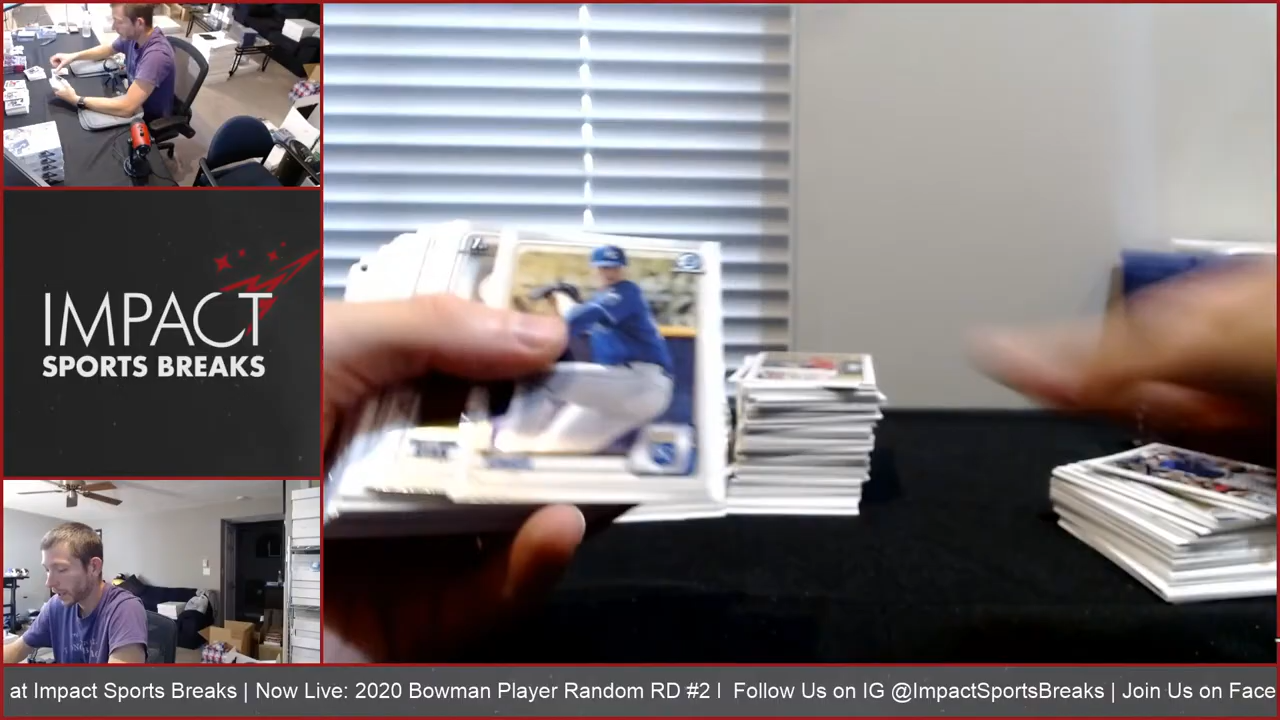 IMPACT
SPORTS BREAKS
at Impact Sports Breaks | Now Live: 2020 Bowman Player Random RD #2 l Follow Us on IG @ImpactSportsBreaks | Join Us on Face